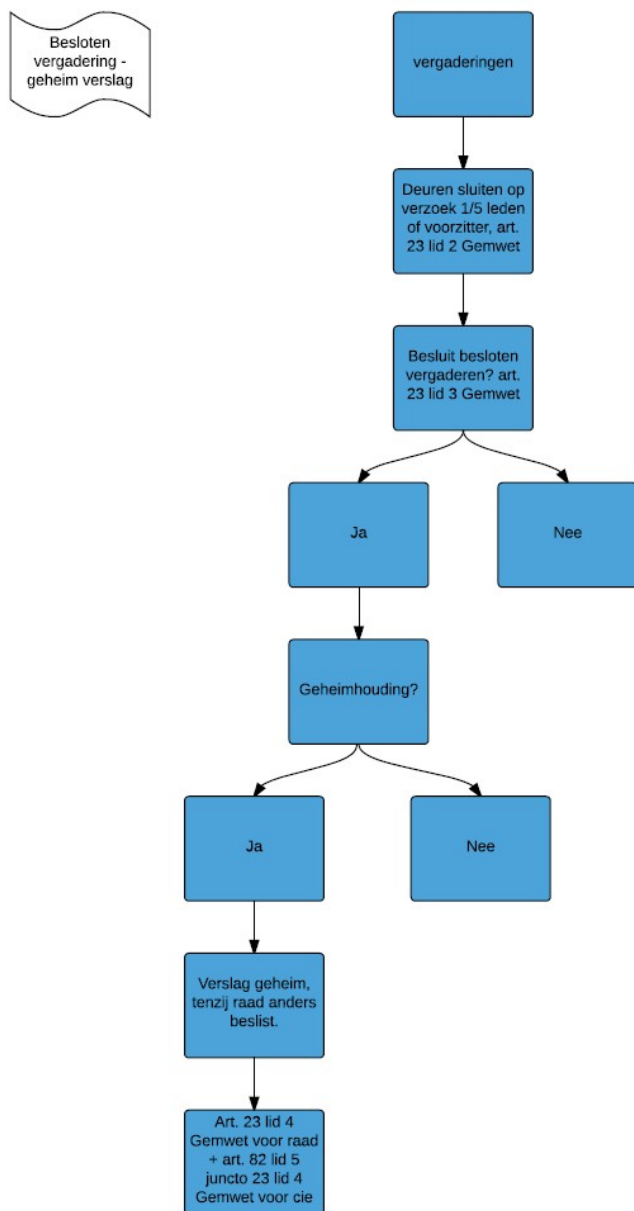 Besloten
vergadering -
geheim verslag
vergaderingen
Deuren sluiten op
verzoek 1/5 leden
of voorzitter, art.
23 lid 2 Gemwet
Besluit besloten
vergaderen? art.
23 lid 3 Gemwet
Ja
Nee
Geheimhouding?
Ja
Nee
Verslag geheim,
tenzij raad anders
beslist.
Art. 23 lid 4
Gemwet voor raad
+ art. 82 lid 5
juncto 23 lid 4
Gemwet voor cie